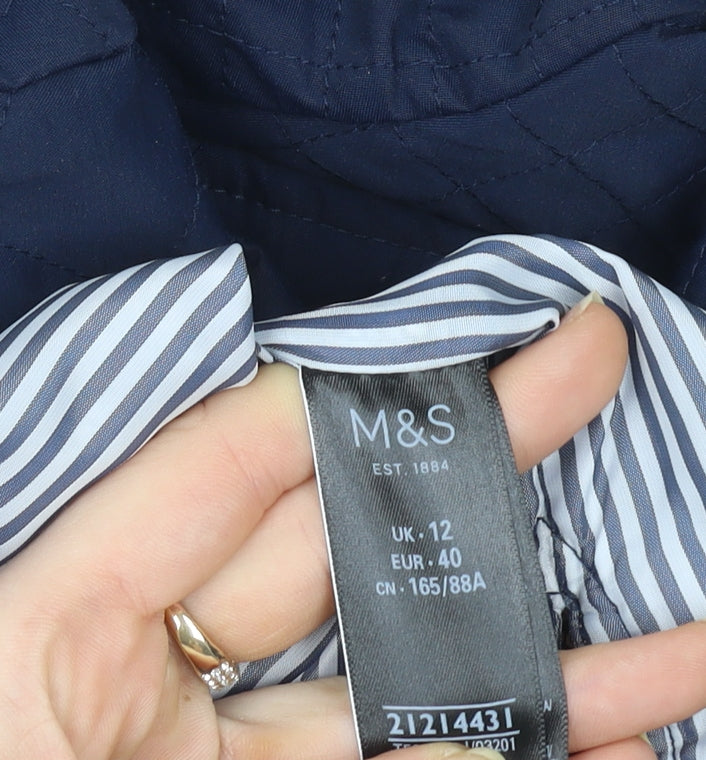 M&S
EST. 1884
UK · 12
EUR · 40
CN · 165/88A
21214431